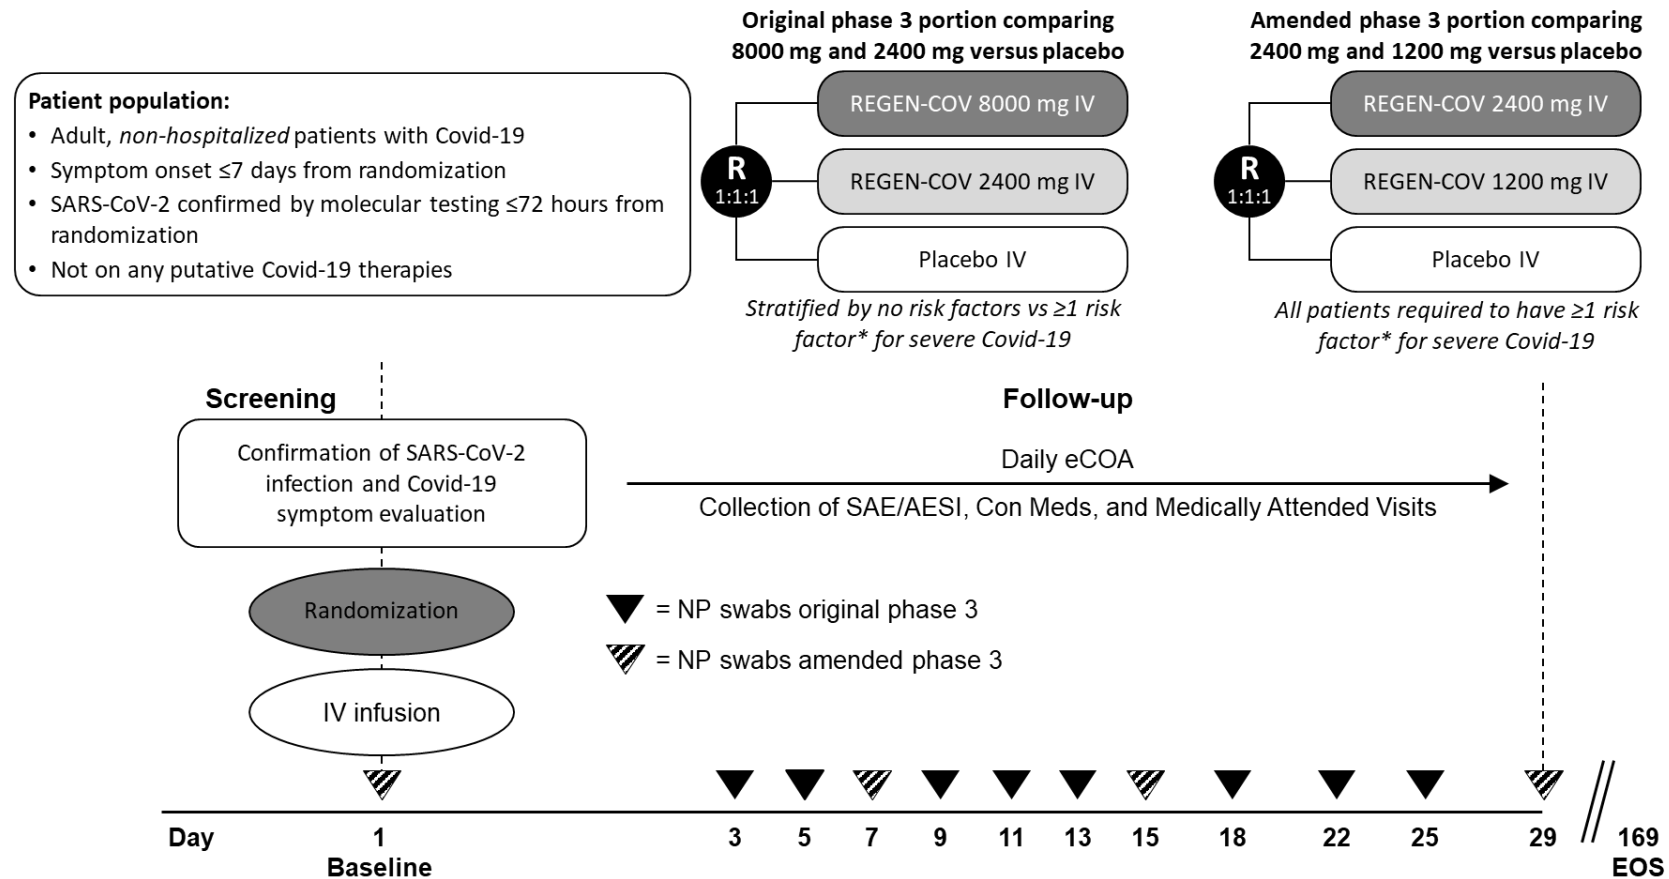 Original phase 3 portion comparing
8000 mg and 2400 mg versus placebo
Amended phase 3 portion comparing
2400 mg and 1200 mg versus placebo
Patient population:
• Adult, non-hospitalized patients with Covid-19
• Symptom onset ≤7 days from randomization
• SARS-CoV-2 confirmed by molecular testing ≤72 hours from
randomization
• Not on any putative Covid-19 therapies
R
1:1:1
REGEN-COV 8000 mg IV
REGEN-COV 2400 mg IV
Placebo IV
Stratified by no risk factors vs ≥1 risk
factor* for severe Covid-19
R
1:1:1
REGEN-COV 2400 mg IV
REGEN-COV 1200 mg IV
Placebo IV
All patients required to have ≥1 risk
factor* for severe Covid-19
Screening
Confirmation of SARS-CoV-2
infection and Covid-19
symptom evaluation
Randomization
IV infusion
Follow-up
Daily eCOA
Collection of SAE/AESI, Con Meds, and Medically Attended Visits
= NP swabs original phase 3
= NP swabs amended phase 3
Day 1 3 5 7 9 11 13 15 18 22 25 29 169
Baseline EOS